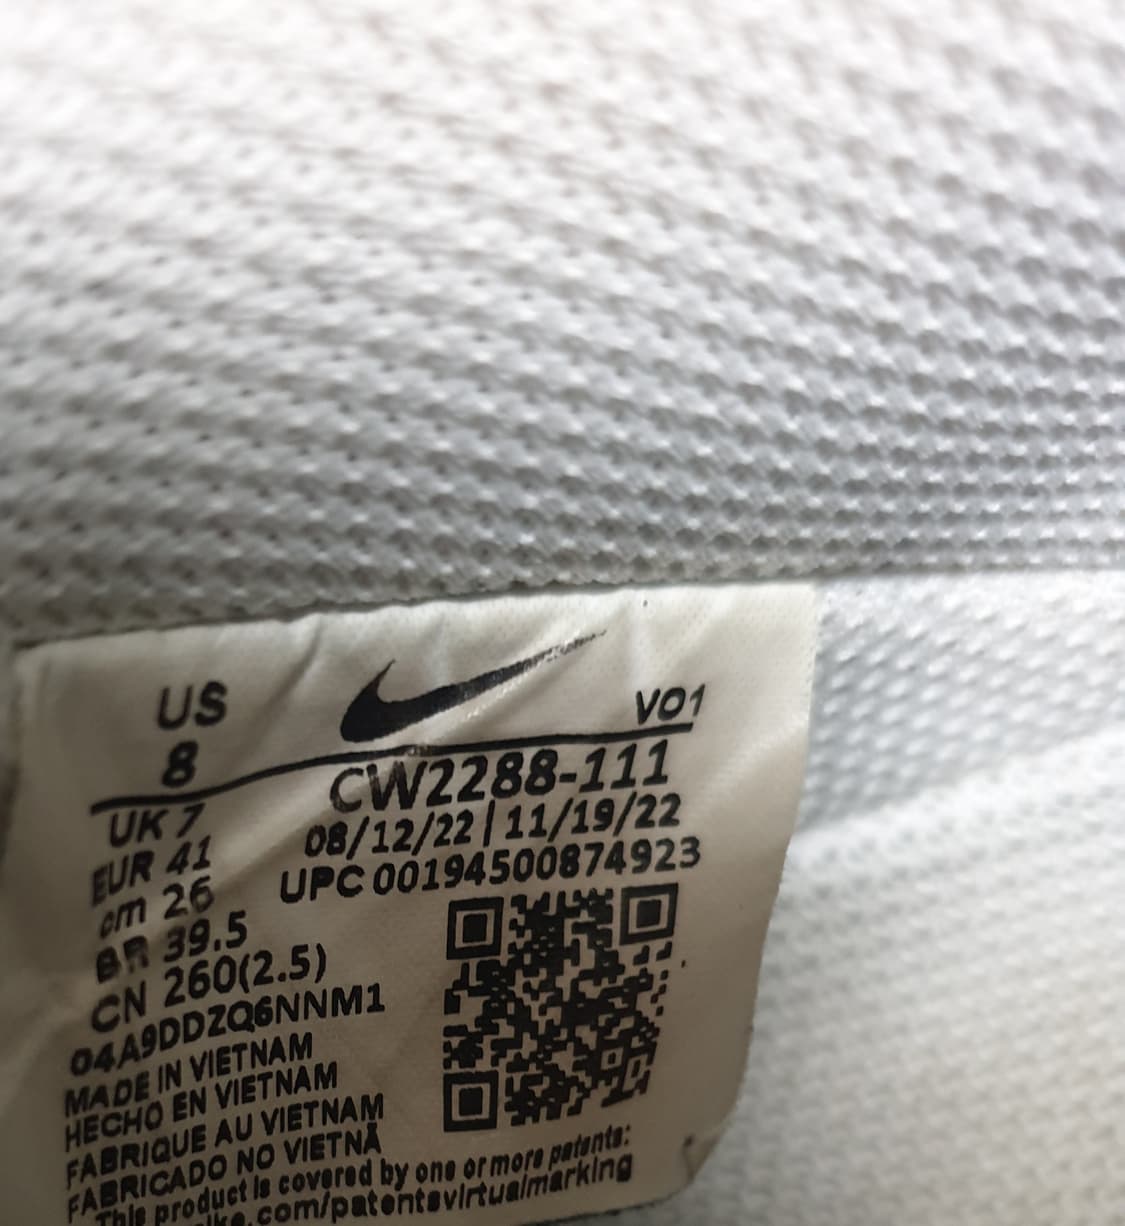 US
8
VO1
CW2288-111
08/12/22 | 11/19/22
UPC 00194500874923
UK 7
EUR 41
cm 26
BR 39.5
CN 260(2.5)
04A9DDZQ6NNM1
MADE IN VIETNAM
HECHO EN VIETNAM
FABRIQUE AU VIETNAM
FABRICADO NO VIETNÃ
This product is covered by one or more patents:
.com/patentsvirtualmarking